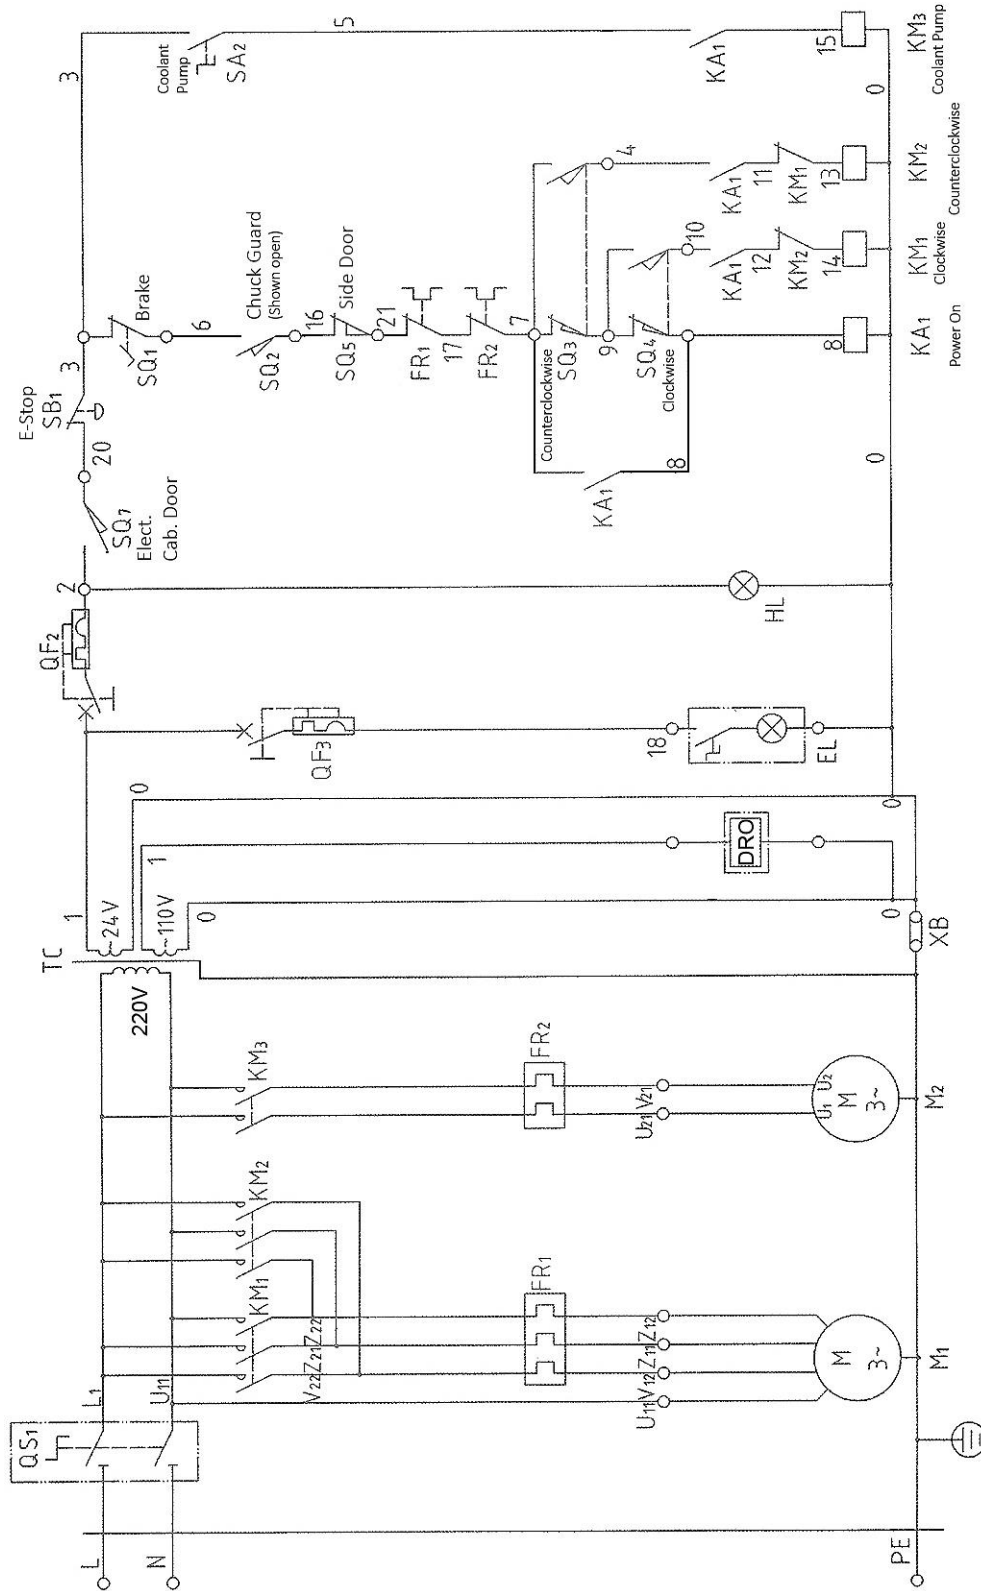 L
N
PE
QS1
L1
U11
KM1
KM2
KM3
V22 Z21 Z22
FR1
FR2
U11 V12 Z11 Z12
U21 V21
M
3~
M1
U1 U2
M
3~
M2
TC
220V
~24V
~110V
1
0
1
0
DRO
0
XB
0
QF2
QF3
18
EL
2
HL
SQ7
Elect.
Cab. Door
20
E-Stop
SB1
3
0
Brake
SQ1
6
Chuck Guard
(Shown open)
SQ2
16
Side Door
SQ5
21
FR1
17
FR2
7
Counterclockwise
SQ3
9
SQ4
Clockwise
KA1
8
8
KA1
Power On
10
KA1
12
KM2
14
KM1
Clockwise
4
KA1
11
KM1
13
KM2
Counterclockwise
3
Coolant
Pump
SA2
5
KA1
15
0
KM3
Coolant Pump